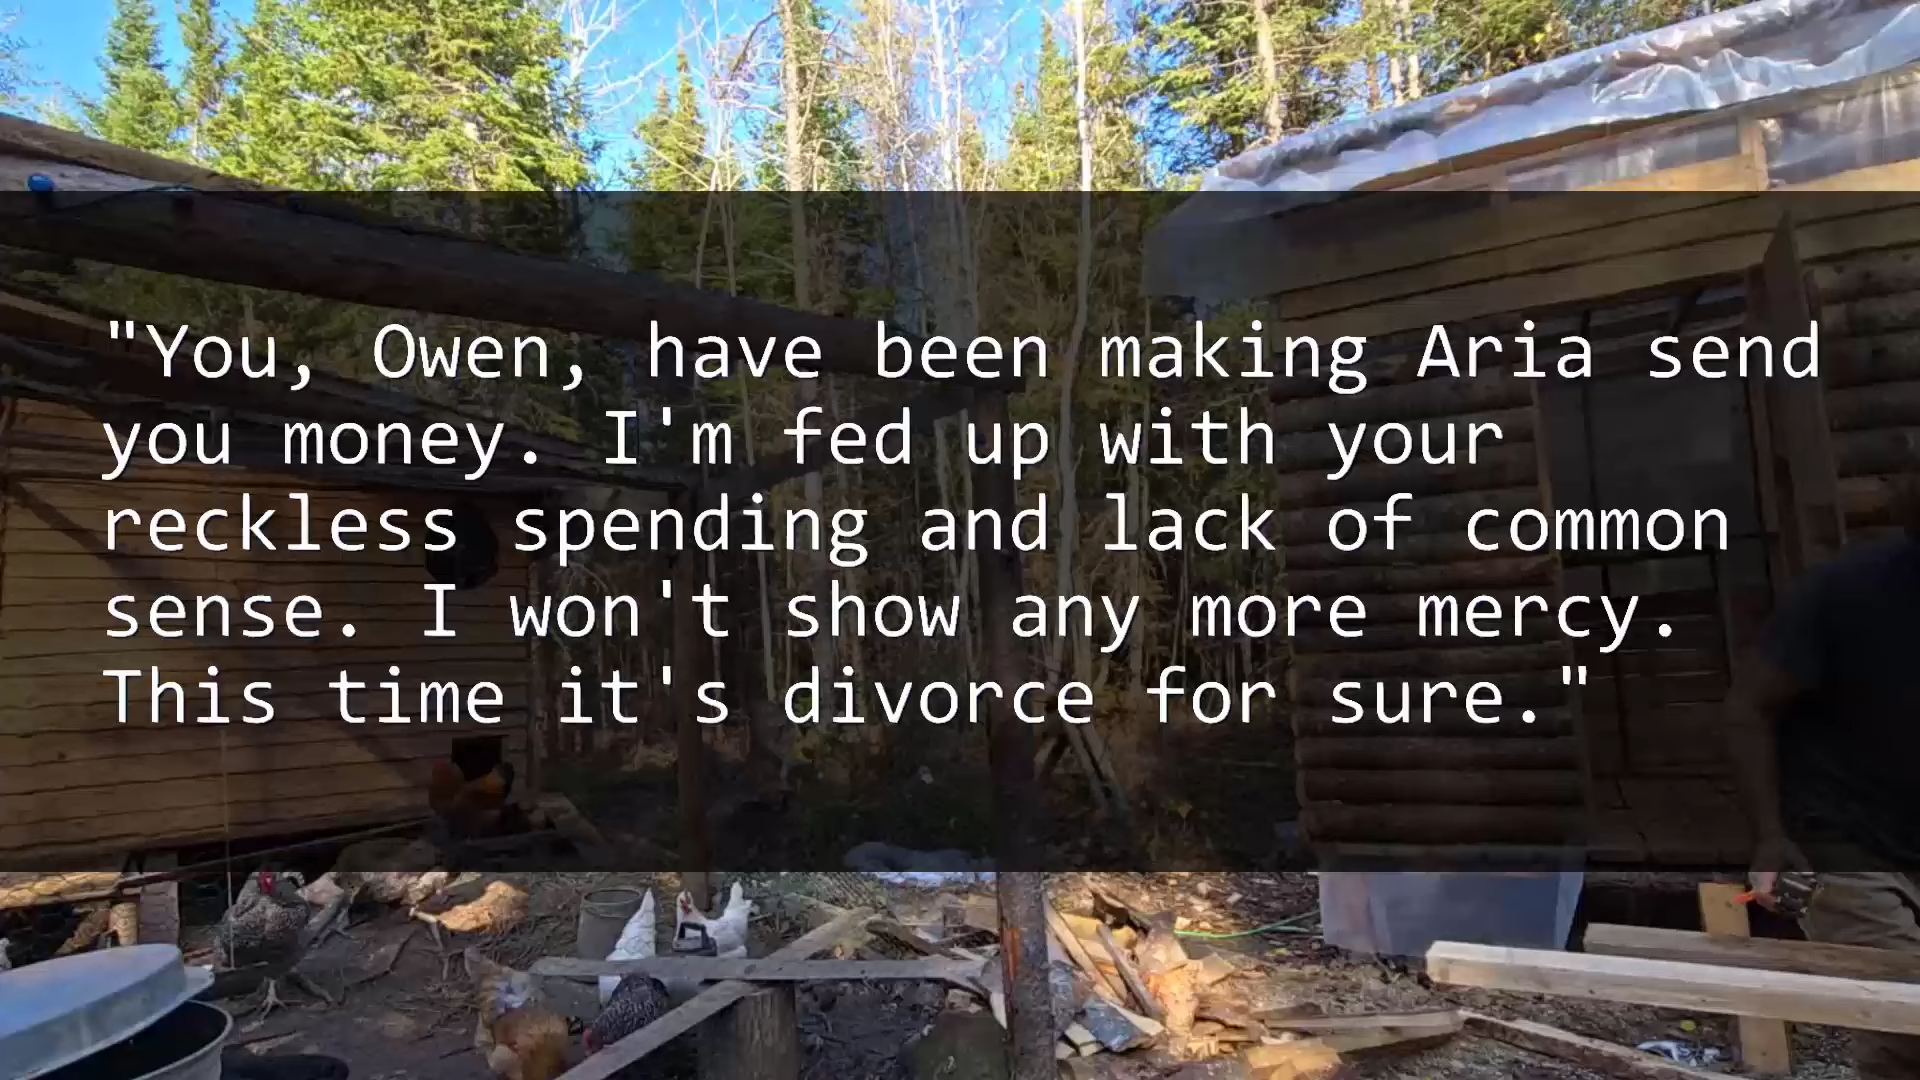 "You, Owen, have been making Aria send
you money. I'm fed up with your
reckless spending and lack of common
sense. I won't show any more mercy.
This time it's divorce for sure."